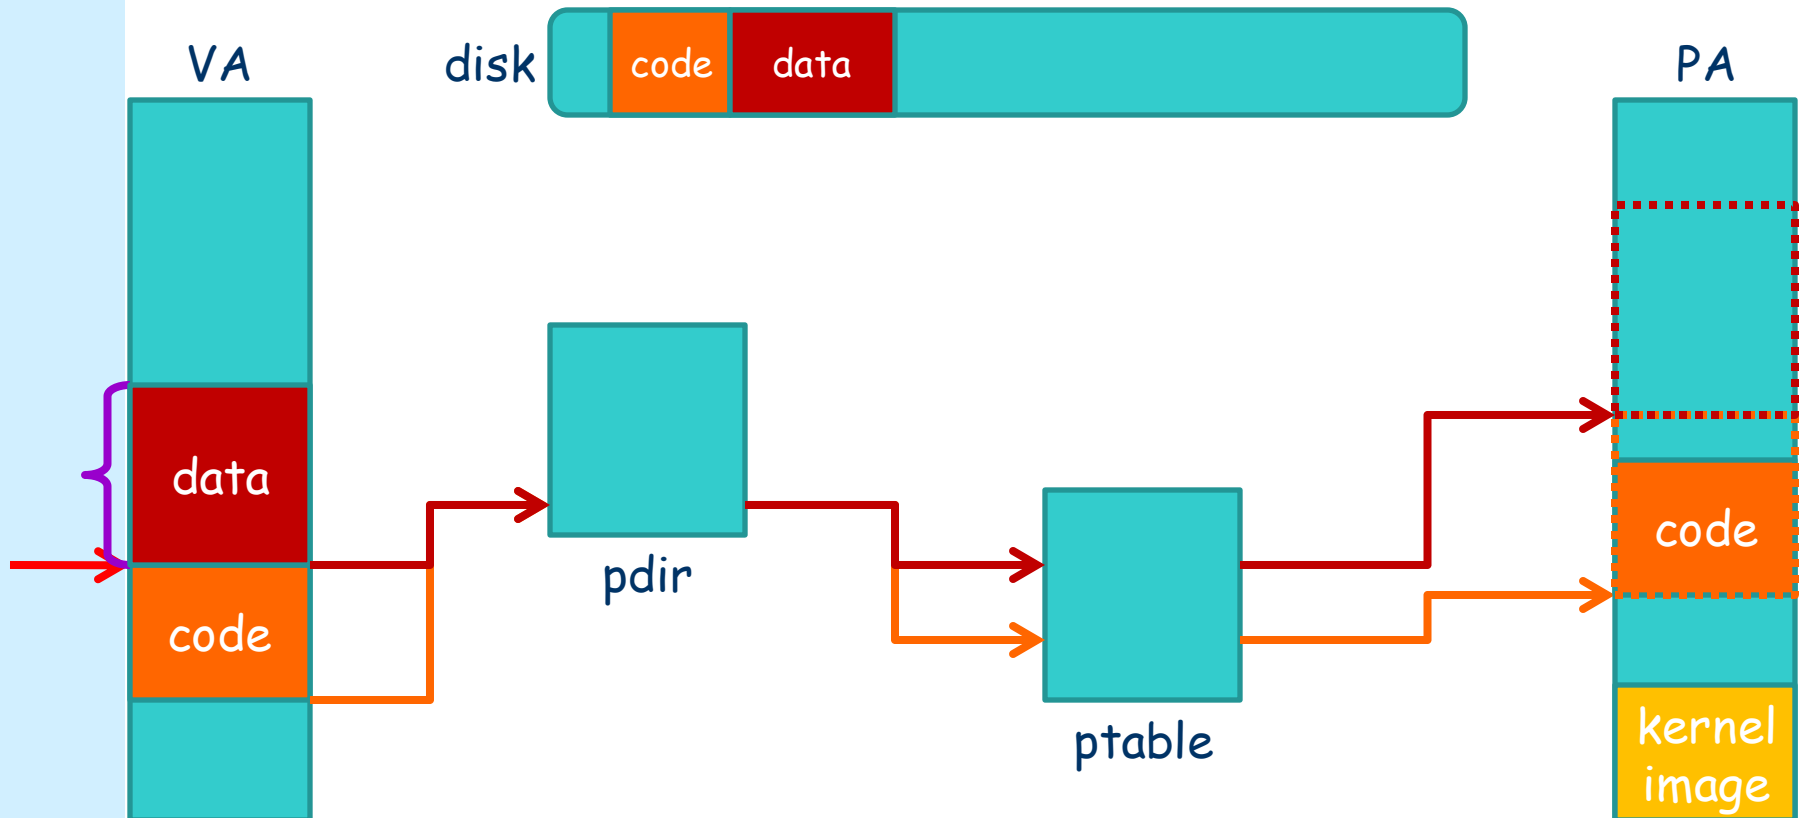 VA
disk
code
data
PA
data
code
pdir
ptable
code
kernel
image